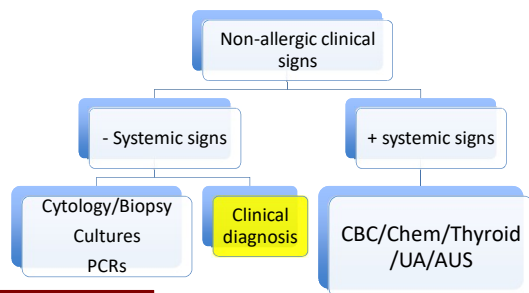 Non-allergic clinical
signs
- Systemic signs
+ systemic signs
Cytology/Biopsy
Cultures
PCRs
Clinical
diagnosis
CBC/Chem/Thyroid
/UA/AUS